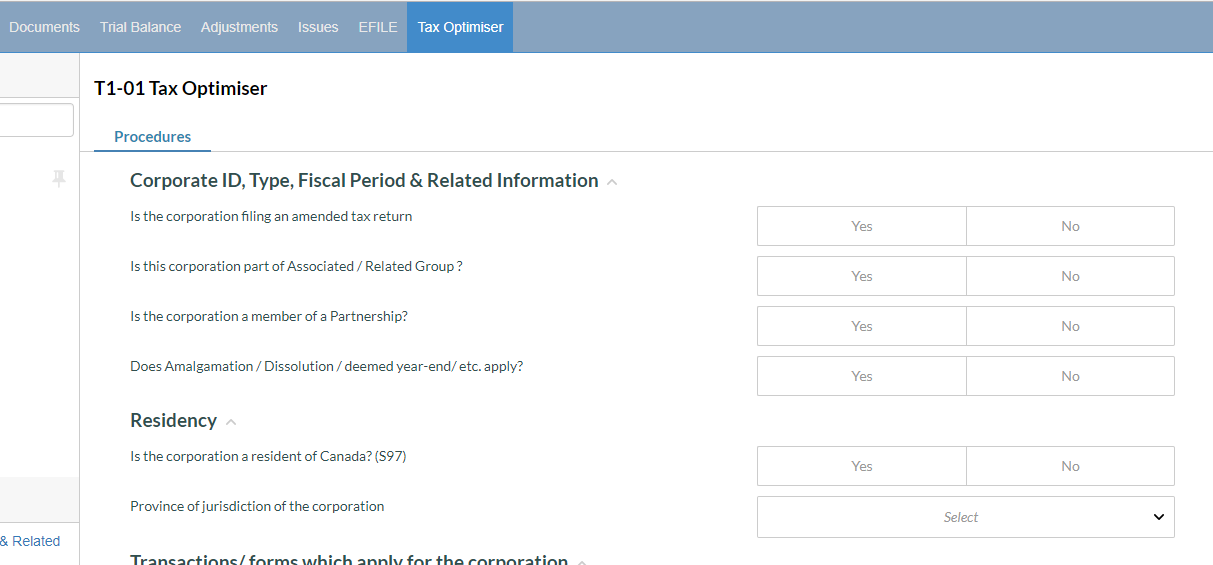 Documents Trial Balance Adjustments Issues EFILE Tax Optimiser
T1-01 Tax Optimiser
Procedures
Corporate ID, Type, Fiscal Period & Related Information
Is the corporation filing an amended tax return Yes No
Is this corporation part of Associated / Related Group ? Yes No
Is the corporation a member of a Partnership? Yes No
Does Amalgamation / Dissolution / deemed year-end/ etc. apply? Yes No
Residency
Is the corporation a resident of Canada? (S97) Yes No
Province of jurisdiction of the corporation Select
& Related
Transactions/ forms which apply for the corporation